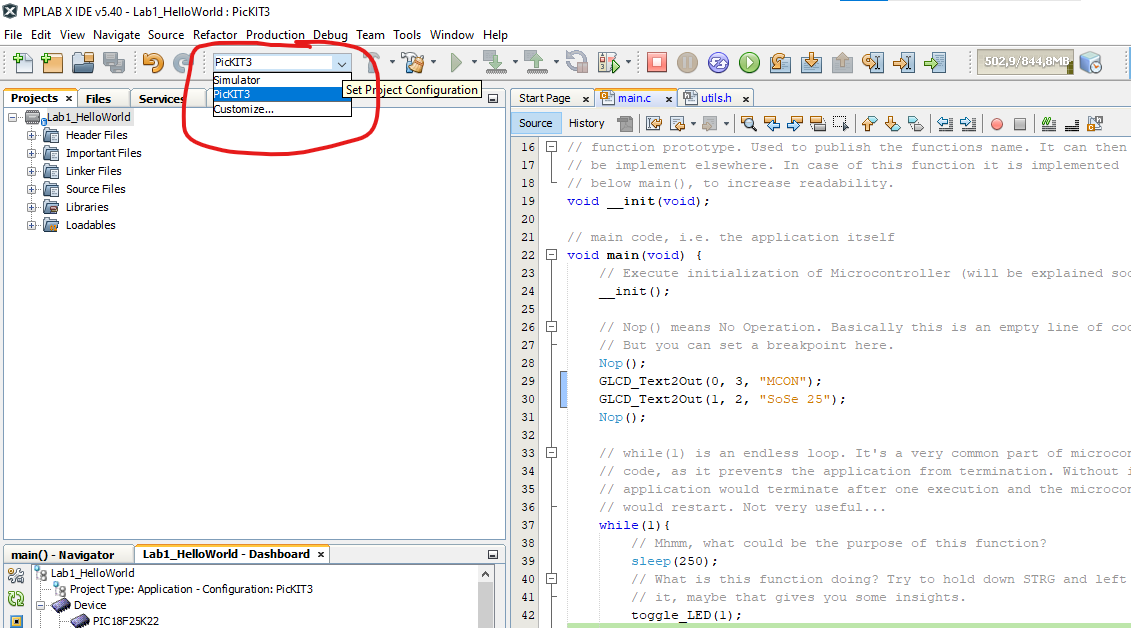 MPLAB X IDE v5.40 - Lab1_HelloWorld : PicKIT3
File Edit View Navigate Source Refactor Production Debug Team Tools Window Help
PicKIT3
502,9/844,8MB
Simulator
PicKIT3
Customize...
Set Project Configuration
Projects × Files Services
Start Page × main.c × utils.h ×
Source History
Lab1_HelloWorld
Header Files
Important Files
Linker Files
Source Files
Libraries
Loadables
16 // function prototype. Used to publish the functions name. It can then
17 // be implement elsewhere. In case of this function it is implemented
18 // below main(), to increase readability.
19 void __init(void);
20
21 // main code, i.e. the application itself
22 void main(void) {
23 // Execute initialization of Microcontroller (will be explained soo
24 __init();
25
26 // Nop() means No Operation. Basically this is an empty line of co
27 // But you can set a breakpoint here.
28 Nop();
29 GLCD_Text2Out(0, 3, "MCON");
30 GLCD_Text2Out(1, 2, "SoSe 25");
31 Nop();
32
33 // while(1) is an endless loop. It's a very common part of microcon
34 // code, as it prevents the application from termination. Without i
35 // application would terminate after one execution and the microcon
36 // would restart. Not very useful...
37 while(1){
38 // Mhmm, what could be the purpose of this function?
39 sleep(250);
40 // What is this function doing? Try to hold down STRG and left
41 // it, maybe that gives you some insights.
42 toggle_LED(1);
main() - Navigator Lab1_HelloWorld - Dashboard ×
Lab1_HelloWorld
Project Type: Application - Configuration: PicKIT3
Device
PIC18F25K22